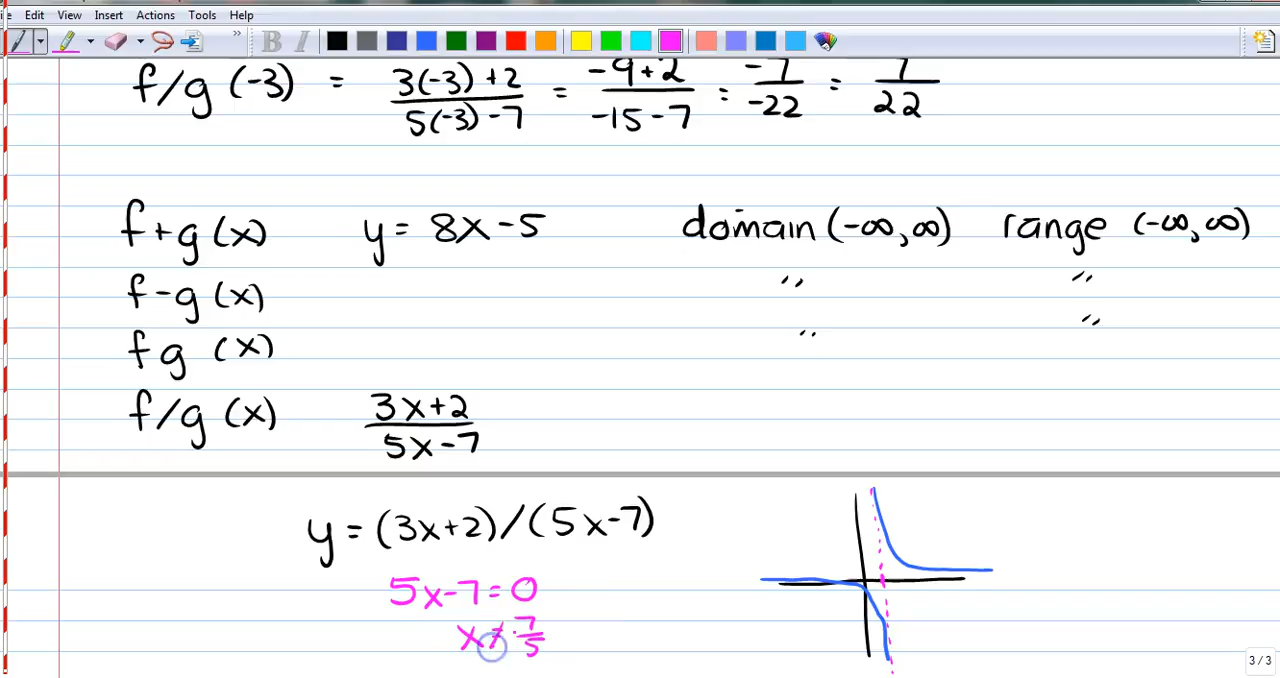 Edit View Insert Actions Tools Help
f/g (-3) = 3(-3)+2 / 5(-3)-7 = -9+2 / -15-7 = -7 / -22 = 7 / 22
f+g(x) y = 8x-5 domain (-∞,∞) range (-∞,∞)
f-g(x) " "
fg (x) " "
f/g (x) 3x+2 / 5x-7
y = (3x+2)/(5x-7)
5x-7=0
x≠ 7/5
3/3